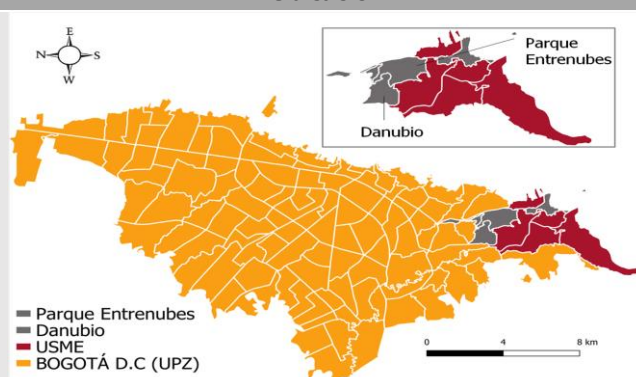 E
N S
W
Parque
Entrenubes
Danubio
Parque Entrenubes
Danubio
USME
BOGOTÁ D.C (UPZ)
0 4 8 km